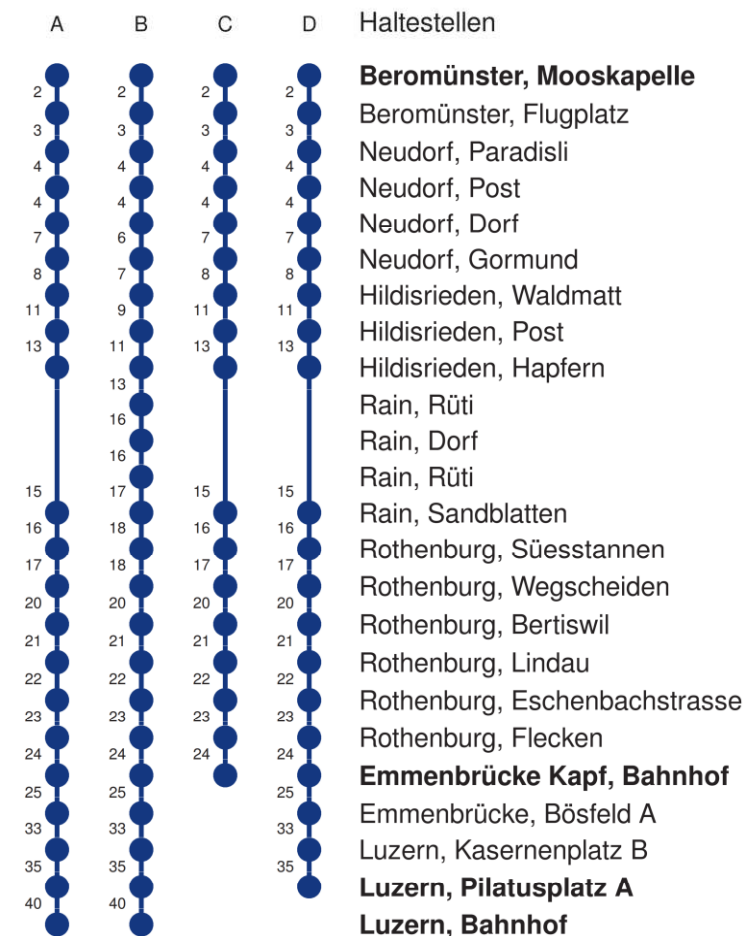 A B C D Haltestellen
Beromünster, Mooskapelle
2 2 2 2
Beromünster, Flugplatz
3 3 3 3
Neudorf, Paradisli
4 4 4 4
Neudorf, Post
4 4 4 4
Neudorf, Dorf
7 6 7 7
Neudorf, Gormund
8 7 8 8
Hildisrieden, Waldmatt
11 9 11 11
Hildisrieden, Post
13 11 13 13
Hildisrieden, Hapfern
13
Rain, Rüti
16
Rain, Dorf
16
Rain, Rüti
15 17 15 15
Rain, Sandblatten
16 18 16 16
Rothenburg, Süesstannen
17 18 17 17
Rothenburg, Wegscheiden
20 20 20 20
Rothenburg, Bertiswil
21 21 21 21
Rothenburg, Lindau
22 22 22 22
Rothenburg, Eschenbachstrasse
23 23 23 23
Rothenburg, Flecken
24 24 24 24
Emmenbrücke Kapf, Bahnhof
25 25 25
Emmenbrücke, Bösfeld A
33 33 33
Luzern, Kasernenplatz B
35 35 35
Luzern, Pilatusplatz A
40 40
Luzern, Bahnhof